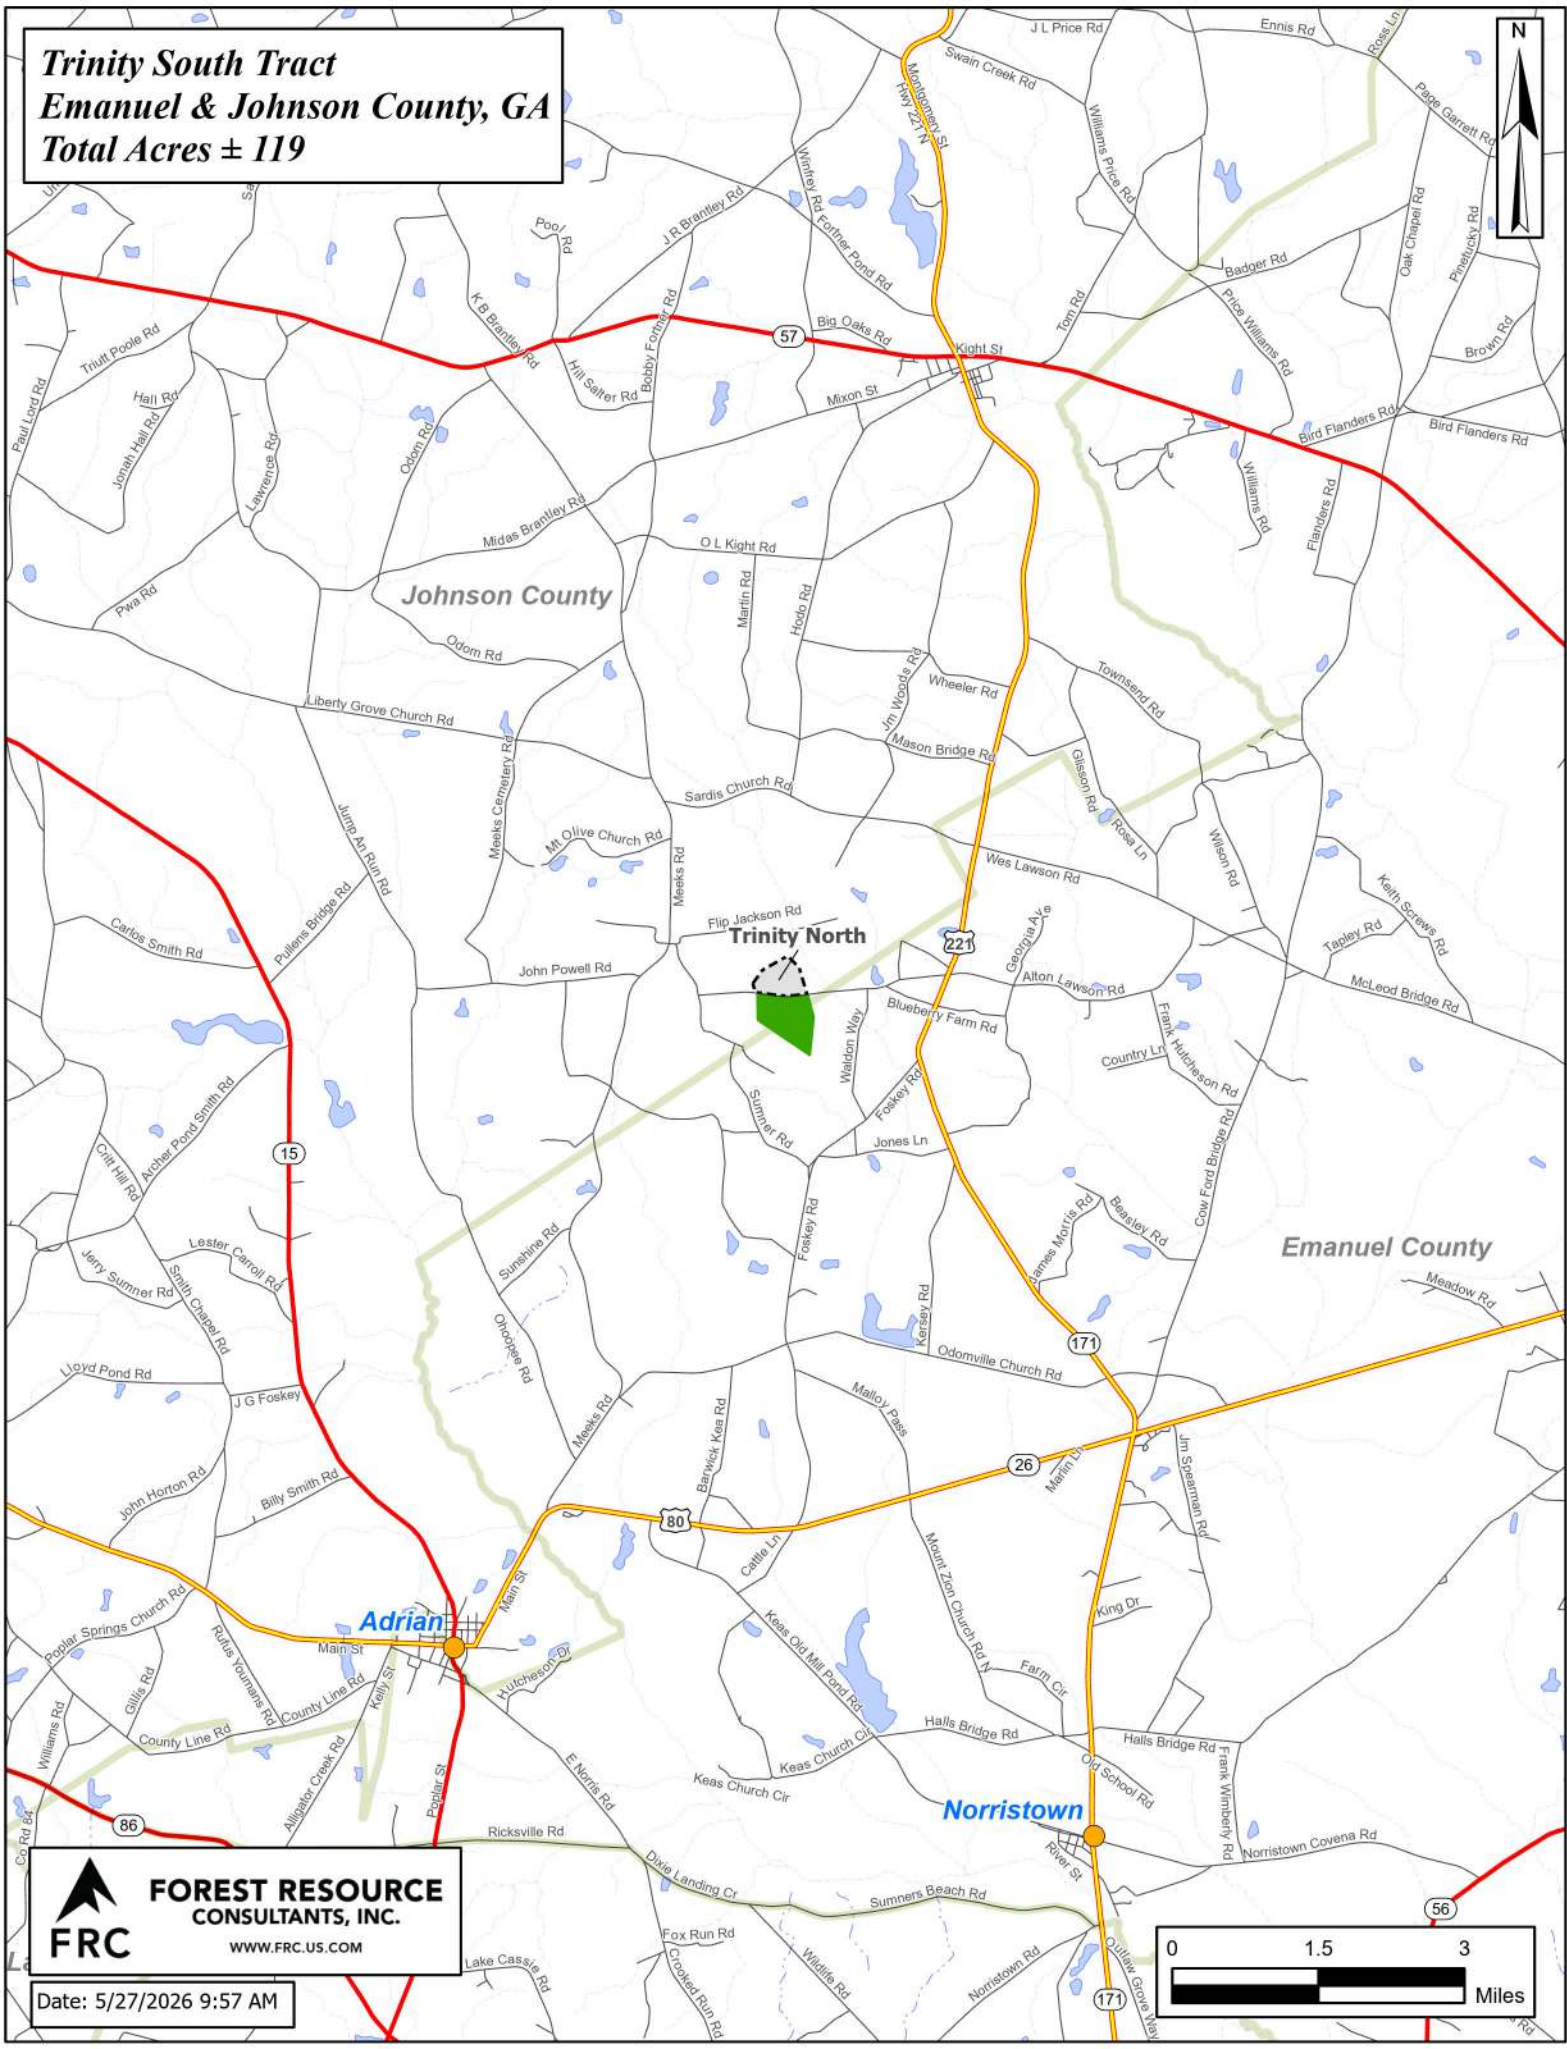 Trinity South Tract
Emanuel & Johnson County, GA
Total Acres ± 119
N
J L Price Rd
Ennis Rd
Ross Ln
Swain Creek Rd
Montgomery St
Hwy 221 N
Page Garrett Rd
Williams Price Rd
Winfrey Rd
Fortner Pond Rd
J R Brantley Rd
Pool Rd
Oak Chapel Rd
Pinetucky Rd
Badger Rd
K B Brantley Rd
Bobby Fortner Rd
Tom Rd
Price Williams Rd
Brown Rd
Triutt Poole Rd
57
Big Oaks Rd
Kight St
Hill Salter Rd
Paul Lord Rd
Hall Rd
Mixon St
Jonah Hall Rd
Bird Flanders Rd
Bird Flanders Rd
Odom Rd
Lawrence Rd
Williams Rd
Flanders Rd
Midas Brantley Rd
O L Kight Rd
Johnson County
Pwa Rd
Martin Rd
Hodo Rd
Odom Rd
Jm Woods Rd
Wheeler Rd
Townsend Rd
Liberty Grove Church Rd
Mason Bridge Rd
Meeks Cemetery Rd
Sardis Church Rd
Glisson Rd
Rosa Ln
Jump An Run Rd
Mt Olive Church Rd
Wes Lawson Rd
Wilson Rd
Meeks Rd
Keith Screws Rd
Pullens Bridge Rd
Flip Jackson Rd
Trinity North
221
Georgia Ave
Tapley Rd
Carlos Smith Rd
John Powell Rd
Alton Lawson Rd
McLeod Bridge Rd
Blueberry Farm Rd
Waldon Way
Frank Hutcheson Rd
Country Ln
Foskey Rd
Archer Pond Smith Rd
Sumner Rd
Jones Ln
15
Critt Hill Rd
Cow Ford Bridge Rd
James Morris Rd
Beasley Rd
Foskey Rd
Emanuel County
Lester Carroll Rd
Sunshine Rd
Jerry Sumner Rd
Smith Chapel Rd
Meadow Rd
Ohoopee Rd
Kersey Rd
171
Odomville Church Rd
Lloyd Pond Rd
J G Foskey
Malloy Pass
Meeks Rd
Barwick Kea Rd
26
Marlin Ln
Jm Spearman Rd
John Horton Rd
Billy Smith Rd
80
Cattle Ln
Mount Zion Church Rd N
Main St
Adrian
King Dr
Poplar Springs Church Rd
Main St
Rufus Youmans Rd
Keas Old Mill Pond Rd
Hutcheson Dr
Farm Cir
Gillis Rd
Kelly St
County Line Rd
Williams Rd
County Line Rd
Halls Bridge Rd
Halls Bridge Rd
Keas Church Cir
Old School Rd
Alligator Creek Rd
Poplar St
E Norris Rd
Keas Church Cir
Frank Wimberly Rd
Norristown
86
Co Rd 84
Ricksville Rd
River St
Norristown Covena Rd
Dixie Landing Cr
Sumners Beach Rd
56
FRC
FOREST RESOURCE
CONSULTANTS, INC.
WWW.FRC.US.COM
Fox Run Rd
Lake Cassie Rd
Crooked Run Rd
Wildlife Rd
Norristown Rd
Outlaw Grove Way
171
0 1.5 3
Miles
Date: 5/27/2026 9:57 AM